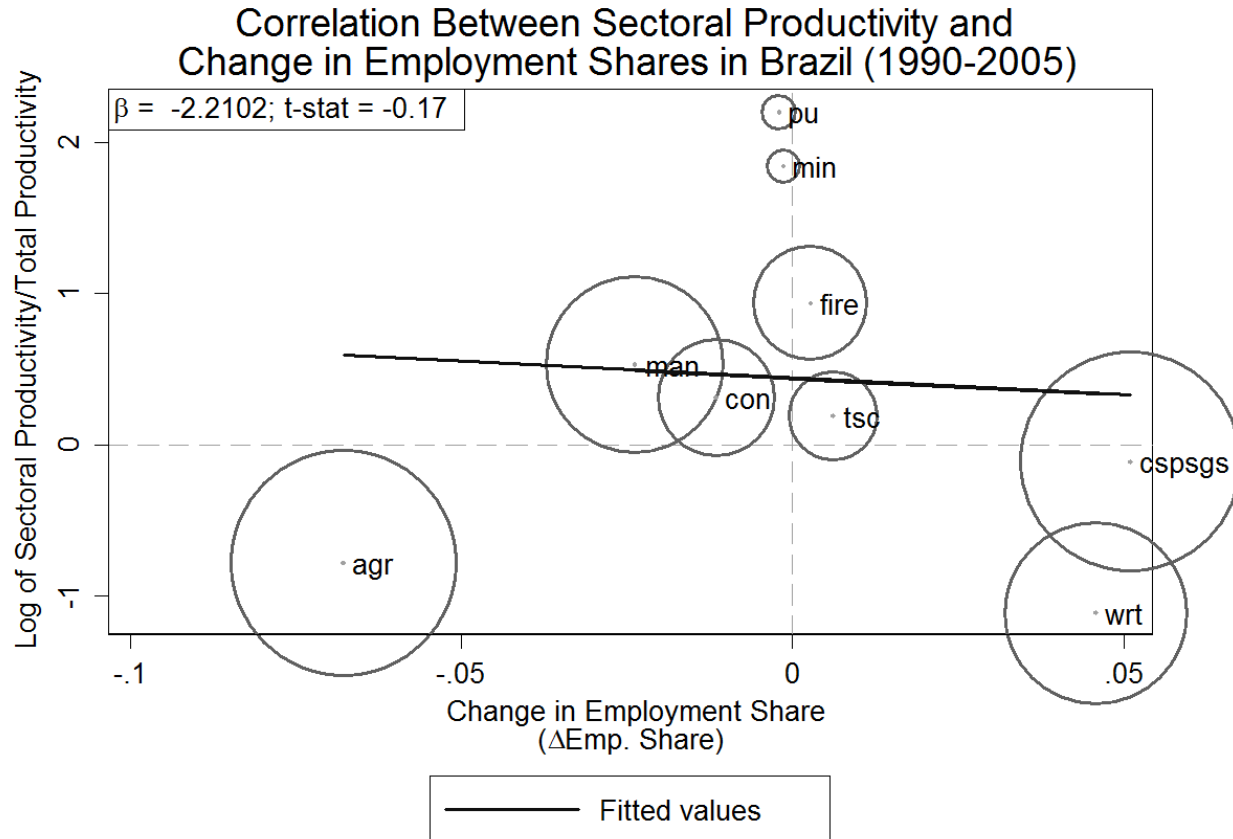 Correlation Between Sectoral Productivity and
Change in Employment Shares in Brazil (1990-2005)
β = -2.2102; t-stat = -0.17
Log of Sectoral Productivity/Total Productivity
2
1
0
-1
pu
min
fire
man
con
tsc
cspsgs
agr
wrt
-.1
-.05
0
.05
Change in Employment Share
(ΔEmp. Share)
Fitted values